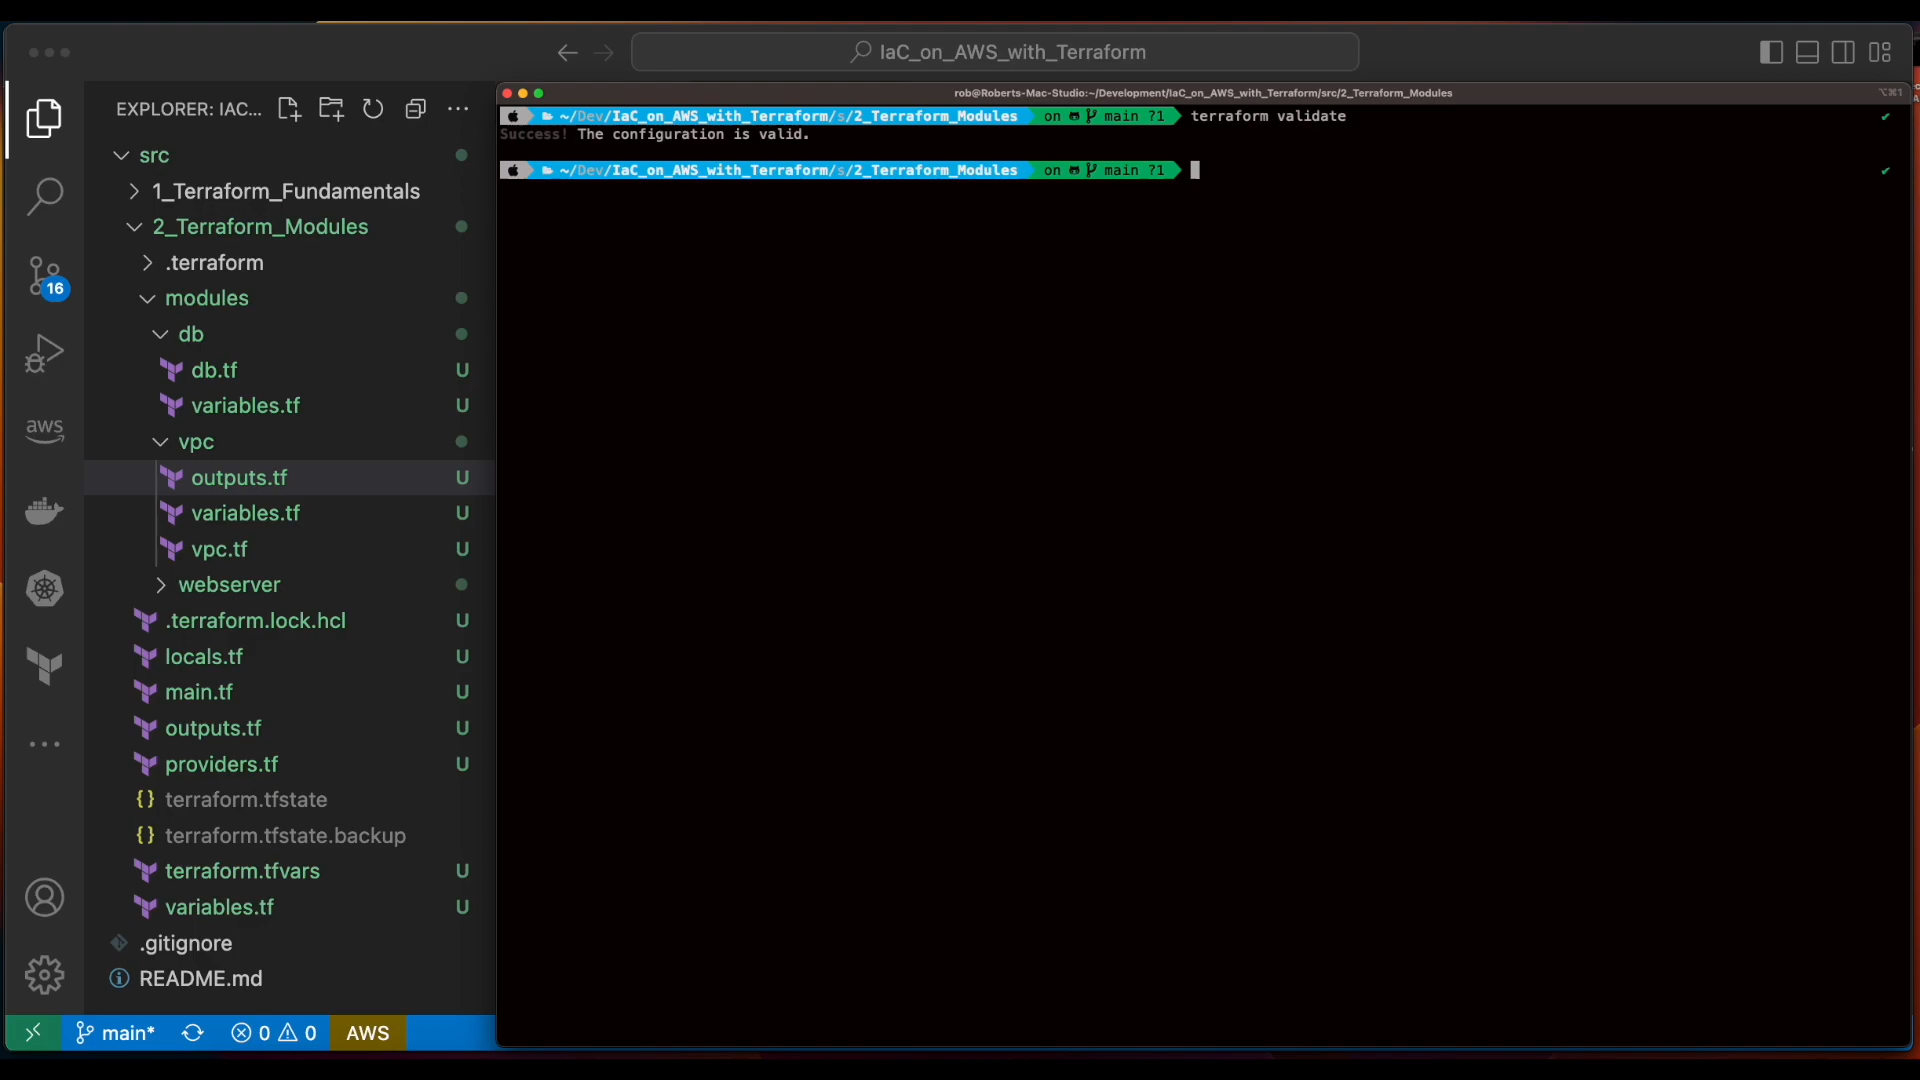 IaC_on_AWS_with_Terraform
EXPLORER: IAC...
src
1_Terraform_Fundamentals
2_Terraform_Modules
.terraform
modules
db
db.tf U
variables.tf U
vpc
outputs.tf U
variables.tf U
vpc.tf U
webserver
.terraform.lock.hcl U
locals.tf U
main.tf U
outputs.tf U
providers.tf U
{} terraform.tfstate
{} terraform.tfstate.backup
terraform.tfvars U
variables.tf U
.gitignore
README.md
16
aws
main* 0 0 AWS
rob@Roberts-Mac-Studio:~/Development/IaC_on_AWS_with_Terraform/src/2_Terraform_Modules ⌥⌘1
~/Dev/IaC_on_AWS_with_Terraform/s/2_Terraform_Modules on main ?1 terraform validate ✔
Success! The configuration is valid.
~/Dev/IaC_on_AWS_with_Terraform/s/2_Terraform_Modules on main ?1 ✔